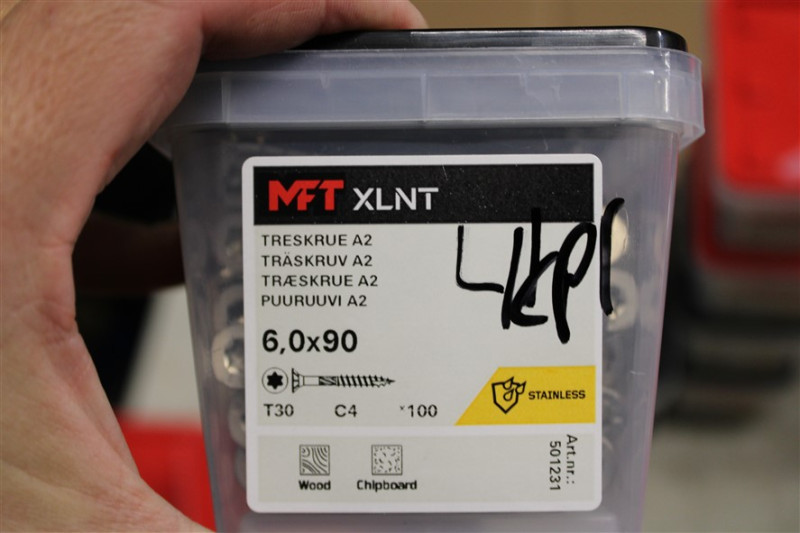 MFT XLNT
TRESKRUE A2
TRÄSKRUV A2
TRÆSKRUE A2
PUURUUVI A2
6,0x90
T30 C4 x100
STAINLESS
Wood Chipboard
Art.nr.:
501231